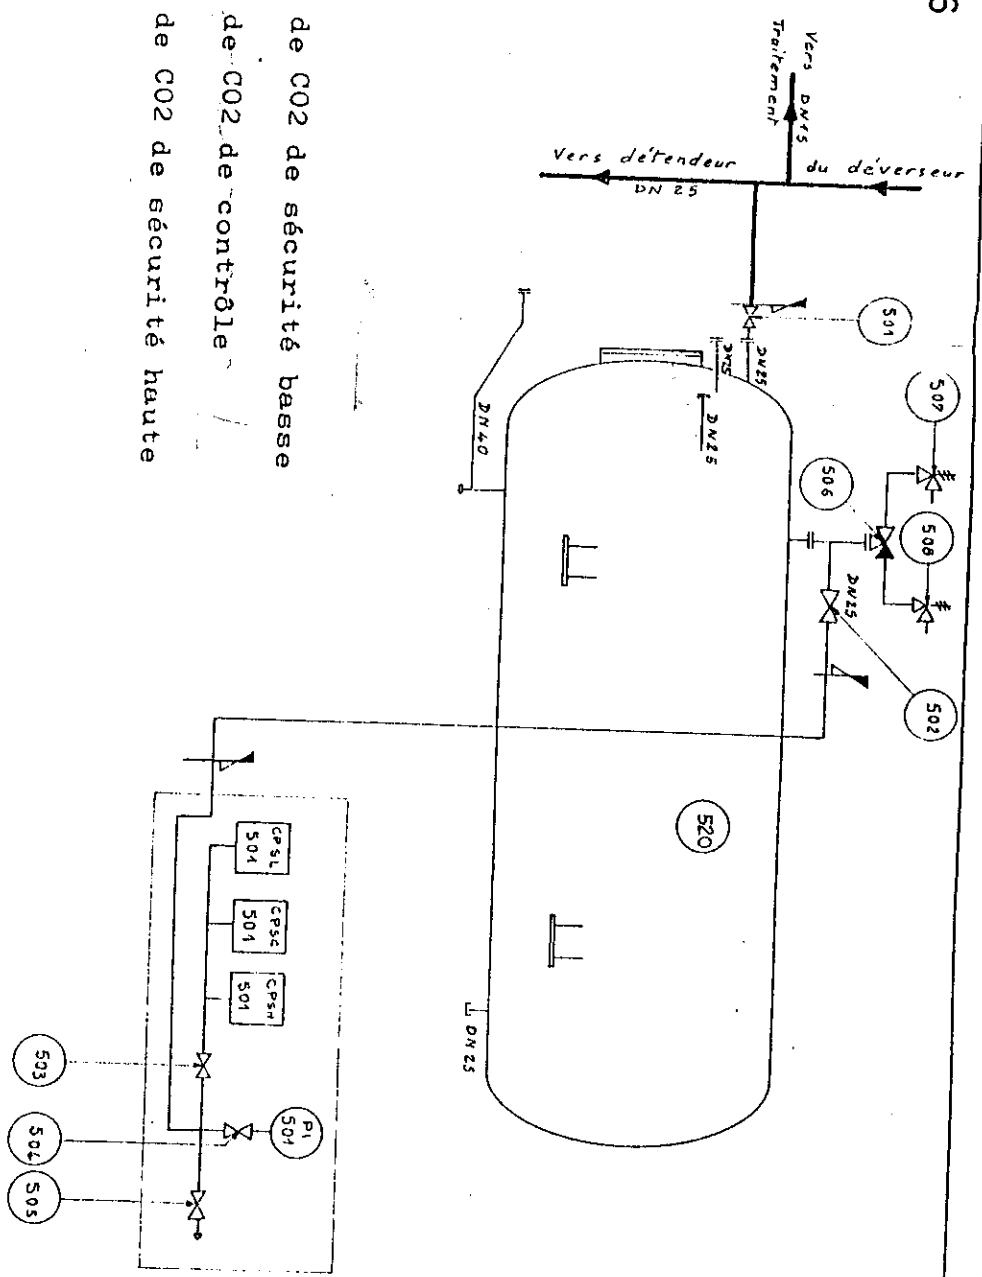 6
Vers
Traitement
DN15
Vers détendeur
DN 25
du déverseur
501
507
506
508
DN25
DN25
DN25
DN25
502
DN40
520
CPSL
501
CPSC
501
CPSH
501
DN25
503
PI
501
504
505
de CO2 de sécurité basse
de CO2 de contrôle
de CO2 de sécurité haute